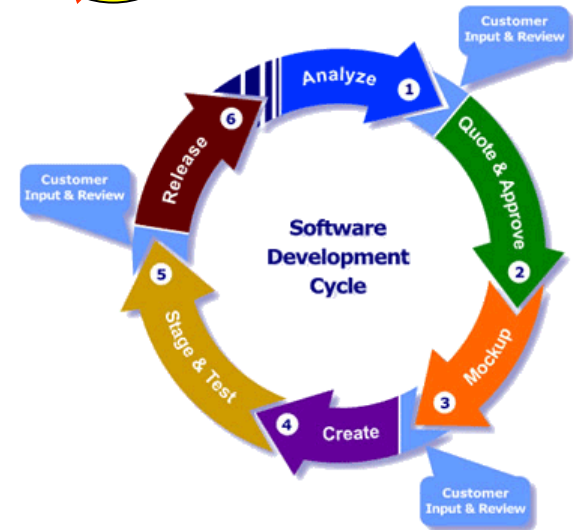 Customer
Input & Review
Analyze
1
Quote & Approve
2
Mockup
3
Customer
Input & Review
Create
4
Stage & Test
5
Customer
Input & Review
Release
6
Software
Development
Cycle